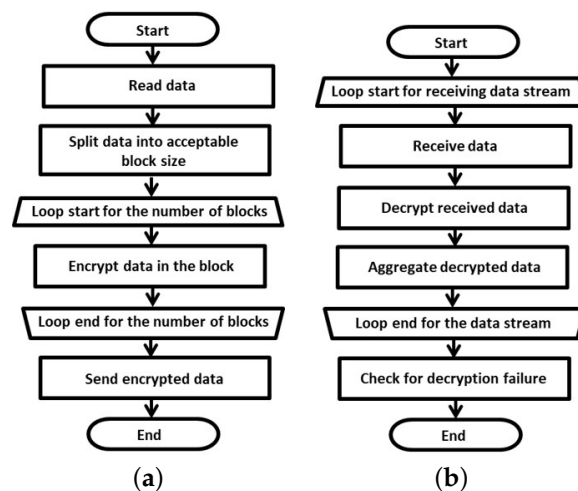 Start
Read data
Split data into acceptable
block size
Loop start for the number of blocks
Encrypt data in the block
Loop end for the number of blocks
Send encrypted data
End
(a)
Start
Loop start for receiving data stream
Receive data
Decrypt received data
Aggregate decrypted data
Loop end for the data stream
Check for decryption failure
End
(b)